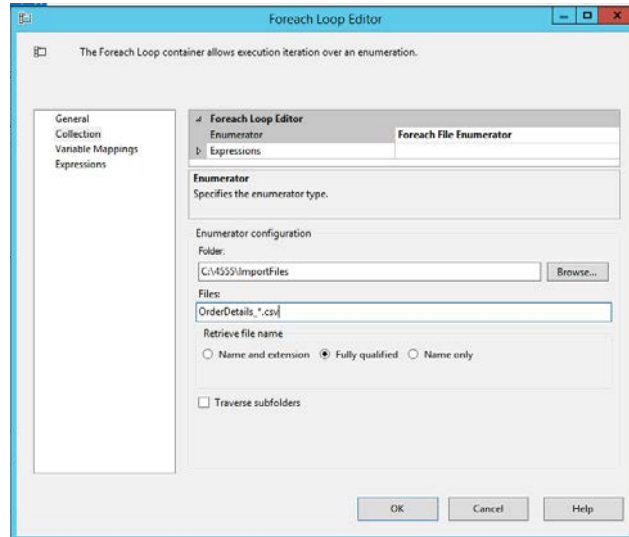 Foreach Loop Editor
The Foreach Loop container allows execution iteration over an enumeration.
General
Collection
Variable Mappings
Expressions
Foreach Loop Editor
Enumerator Foreach File Enumerator
Expressions
Enumerator
Specifies the enumerator type.
Enumerator configuration
Folder:
C:\4555\ImportFiles
Browse...
Files:
OrderDetails_*.csv
Retrieve file name
Name and extension Fully qualified Name only
Traverse subfolders
OK Cancel Help